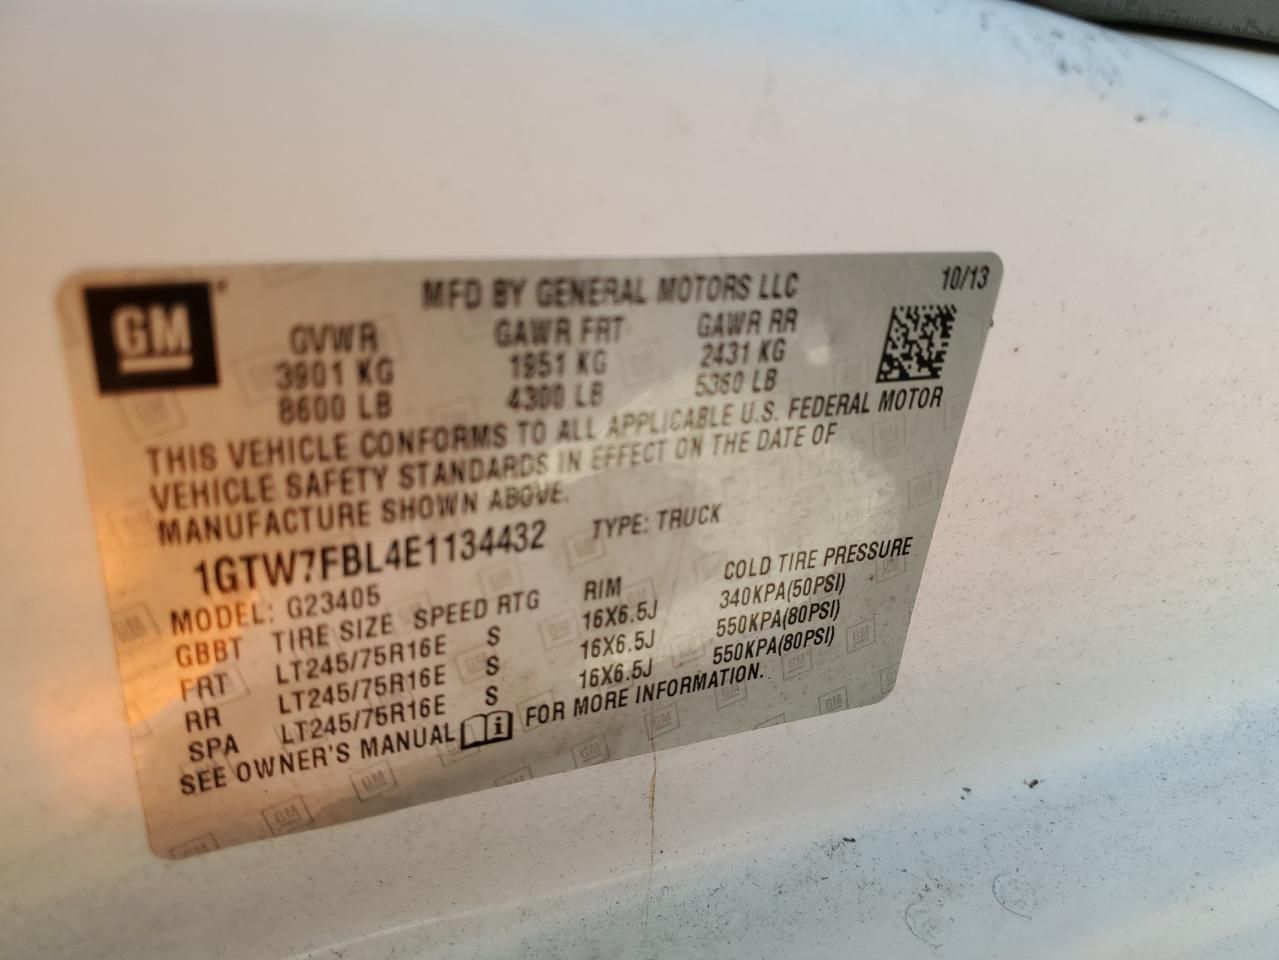 GM
MFD BY GENERAL MOTORS LLC 10/13
GVWR GAWR FRT GAWR RR
3901 KG 1951 KG 2431 KG
8600 LB 4300 LB 5360 LB
THIS VEHICLE CONFORMS TO ALL APPLICABLE U.S. FEDERAL MOTOR
VEHICLE SAFETY STANDARDS IN EFFECT ON THE DATE OF
MANUFACTURE SHOWN ABOVE.
1GTW7FBL4E1134432 TYPE: TRUCK
MODEL: G23405
GBBT TIRE SIZE SPEED RTG RIM COLD TIRE PRESSURE
FRT LT245/75R16E S 16X6.5J 340KPA(50PSI)
RR LT245/75R16E S 16X6.5J 550KPA(80PSI)
SPA LT245/75R16E S 16X6.5J 550KPA(80PSI)
SEE OWNER'S MANUAL FOR MORE INFORMATION.